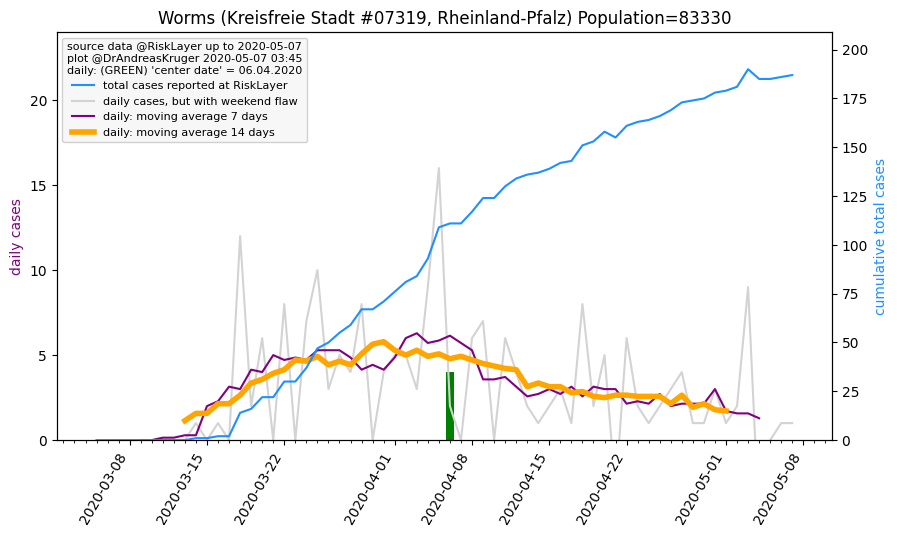 Worms (Kreisfreie Stadt #07319, Rheinland-Pfalz) Population=83330
source data @RiskLayer up to 2020-05-07
plot @DrAndreasKruger 2020-05-07 03:45
daily: (GREEN) 'center date' = 06.04.2020
total cases reported at RiskLayer
daily cases, but with weekend flaw
daily: moving average 7 days
daily: moving average 14 days
daily cases
20
15
10
5
0
200
175
150
125
100
75
50
25
0
cumulative total cases
2020-03-08
2020-03-15
2020-03-22
2020-04-01
2020-04-08
2020-04-15
2020-04-22
2020-05-01
2020-05-08